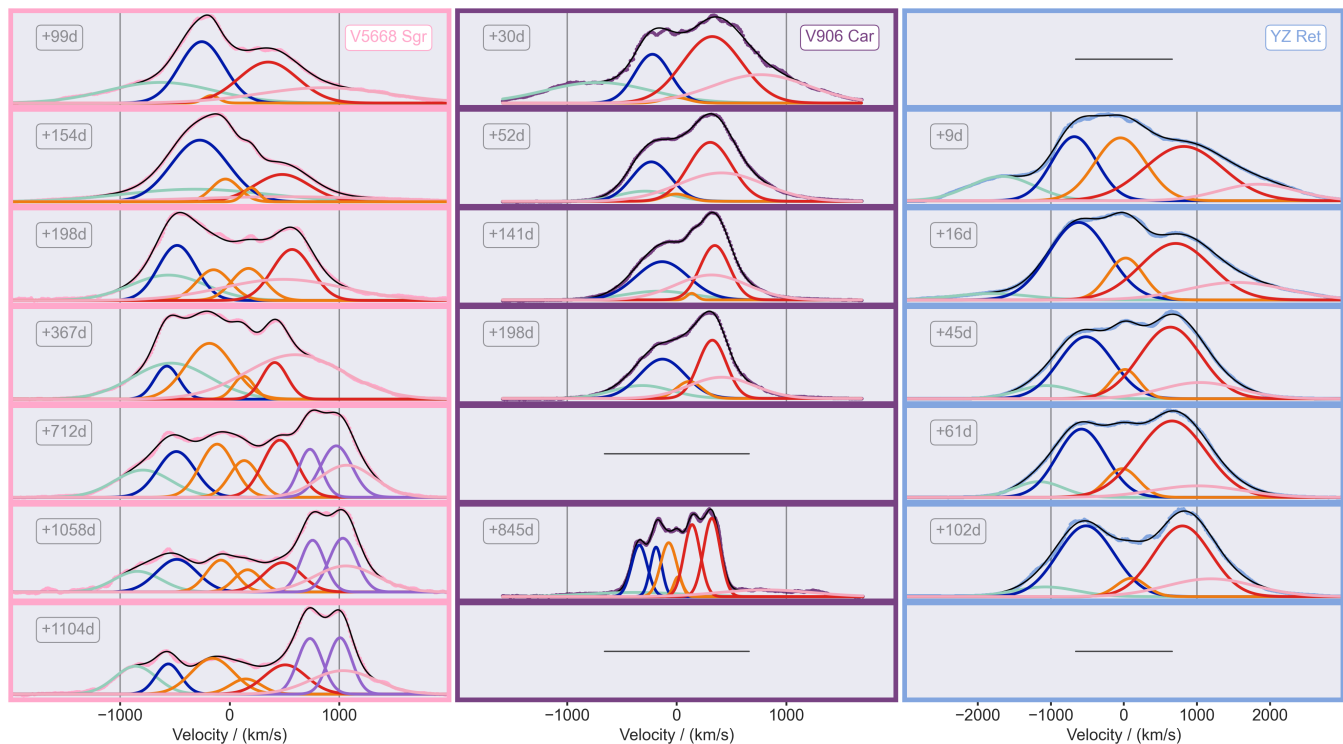 +99d V5668 Sgr
+154d
+198d
+367d
+712d
+1058d
+1104d
−1000 0 1000
Velocity / (km/s)
+30d V906 Car
+52d
+141d
+198d
+845d
−1000 0 1000
Velocity / (km/s)
YZ Ret
+9d
+16d
+45d
+61d
+102d
−2000 −1000 0 1000 2000
Velocity / (km/s)